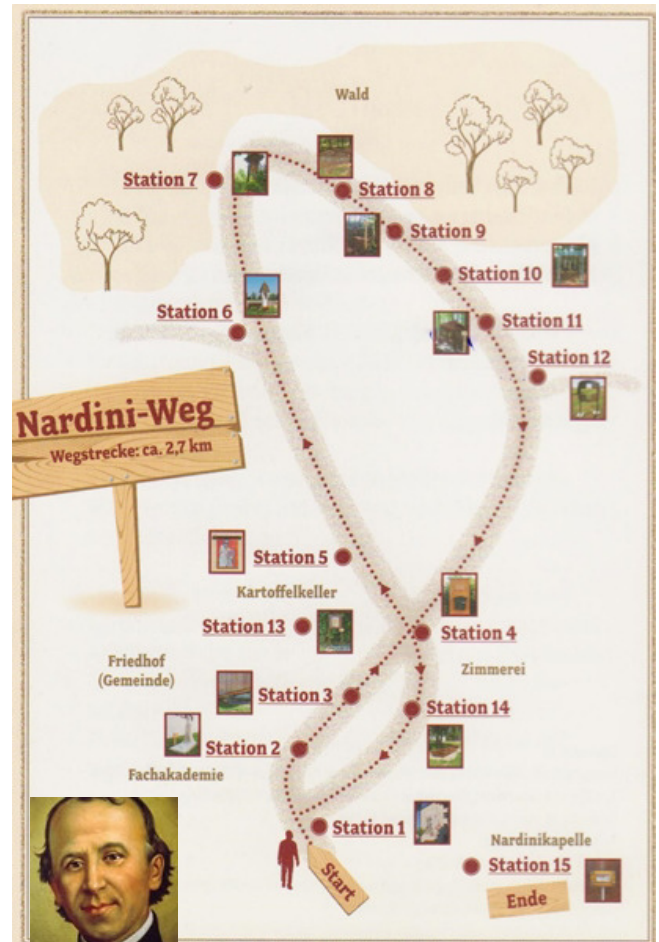 Wald
Station 7
Station 8
Station 9
Station 10
Station 6
Station 11
Station 12
Nardini-Weg
Wegstrecke: ca. 2,7 km
Station 5
Kartoffelkeller
Station 13
Station 4
Friedhof
(Gemeinde)
Zimmerei
Station 3
Station 14
Station 2
Fachakademie
Station 1
Nardinikapelle
Station 15
Start
Ende